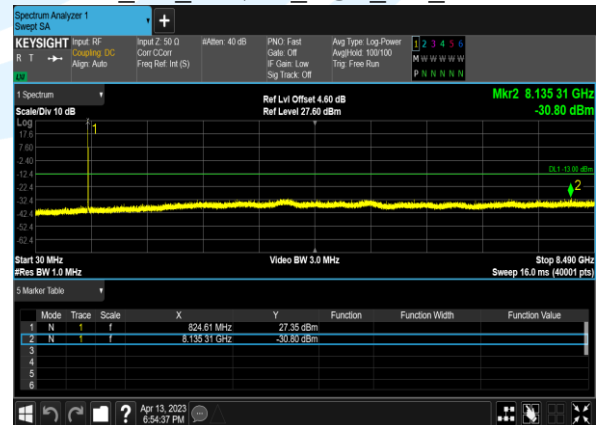 Spectrum Analyzer 1
Swept SA
+
KEYSIGHT
R T
LV
Input: RF
Coupling: DC
Align: Auto
Input Z: 50 Ω
Corr CCorr
Freq Ref: Int (S)
#Atten: 40 dB
PNO: Fast
Gate: Off
IF Gain: Low
Sig Track: Off
Avg Type: Log-Power
Avg|Hold: 100/100
Trig: Free Run
1 2 3 4 5 6
M W W W W W
P N N N N N
1 Spectrum
Scale/Div 10 dB
Ref Lvl Offset 4.60 dB
Ref Level 27.60 dBm
Mkr2 8.135 31 GHz
-30.80 dBm
Log
1
17.6
7.60
-2.40
DL1 -13.00 dBm
-12.4
2
-22.4
-32.4
-42.4
-52.4
-62.4
Start 30 MHz
#Res BW 1.0 MHz
Video BW 3.0 MHz
Stop 8.490 GHz
Sweep 16.0 ms (40001 pts)
5 Marker Table
Mode Trace Scale X Y Function Function Width Function Value
1 N 1 f 824.61 MHz 27.35 dBm
2 N 1 f 8.135 31 GHz -30.80 dBm
3
4
5
6
?
Apr 13, 2023
6:54:37 PM